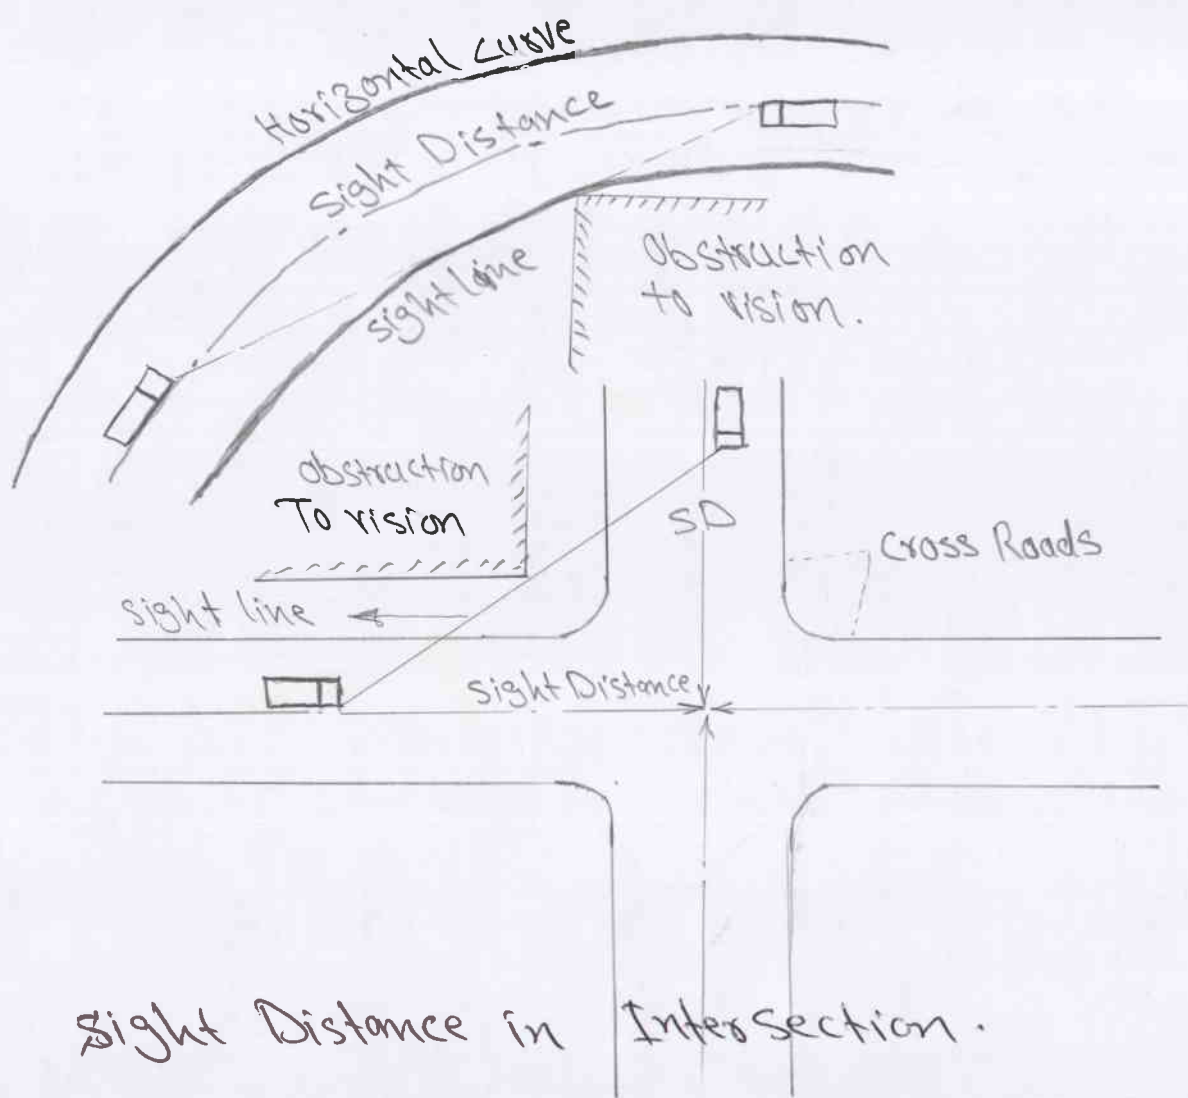 Horizontal Curve
Sight Distance
sight line
Obstruction
to vision.
obstruction
To vision
SD
Cross Roads
sight line
Sight Distance
Sight Distance in Intersection.